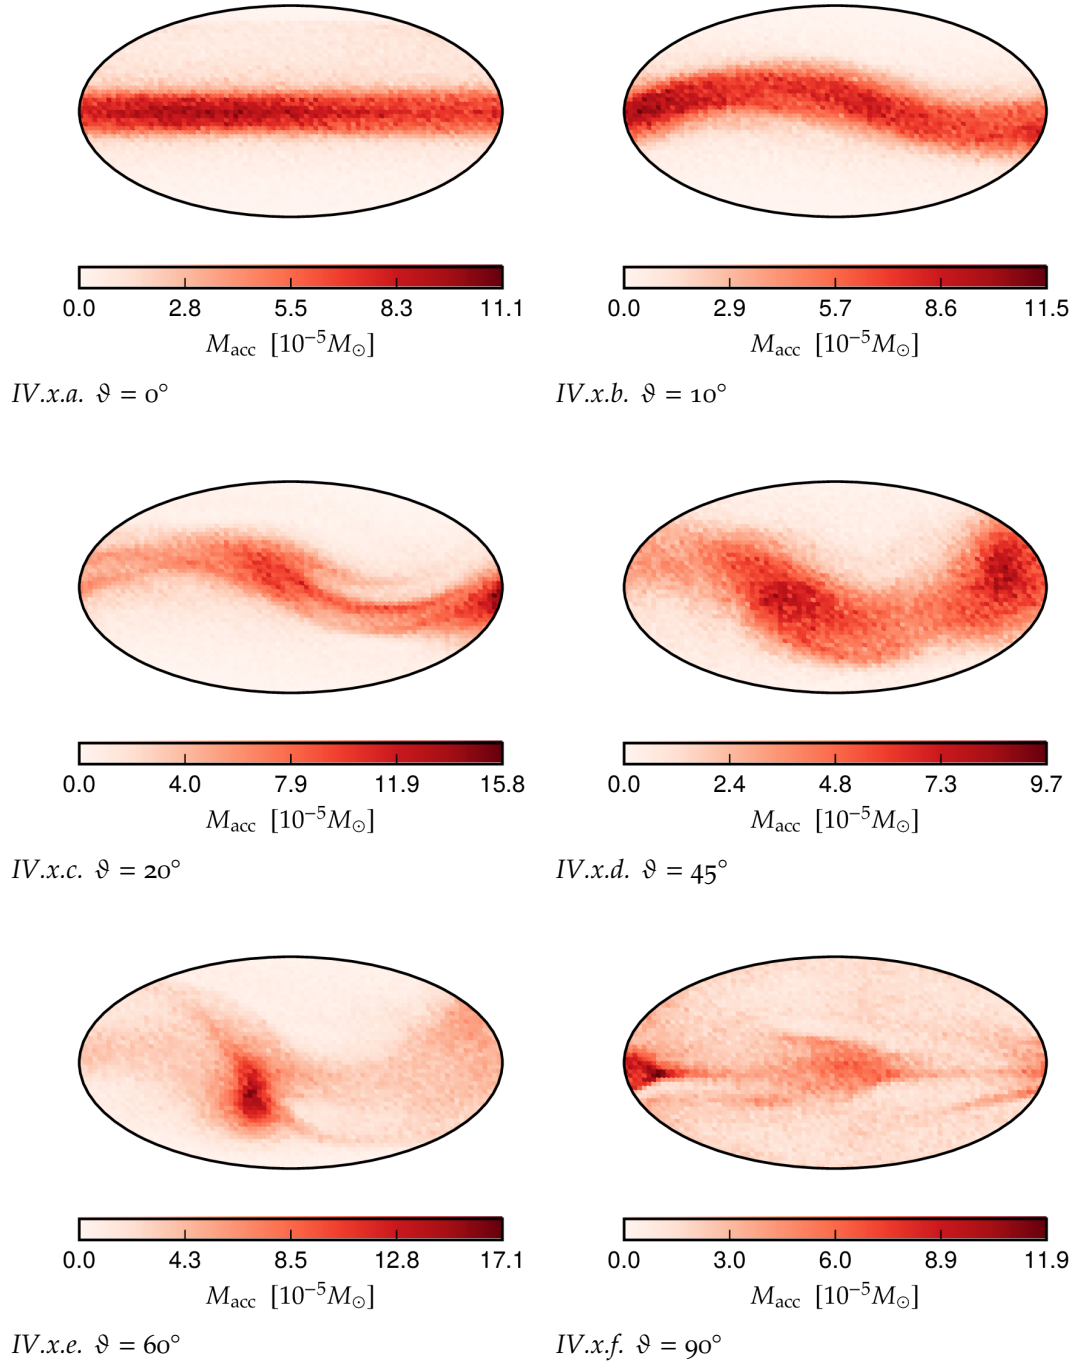 0.0 2.8 5.5 8.3 11.1
M_acc [10^−5 M_⊙]
IV.x.a. ϑ = 0°
0.0 2.9 5.7 8.6 11.5
M_acc [10^−5 M_⊙]
IV.x.b. ϑ = 10°
0.0 4.0 7.9 11.9 15.8
M_acc [10^−5 M_⊙]
IV.x.c. ϑ = 20°
0.0 2.4 4.8 7.3 9.7
M_acc [10^−5 M_⊙]
IV.x.d. ϑ = 45°
0.0 4.3 8.5 12.8 17.1
M_acc [10^−5 M_⊙]
IV.x.e. ϑ = 60°
0.0 3.0 6.0 8.9 11.9
M_acc [10^−5 M_⊙]
IV.x.f. ϑ = 90°